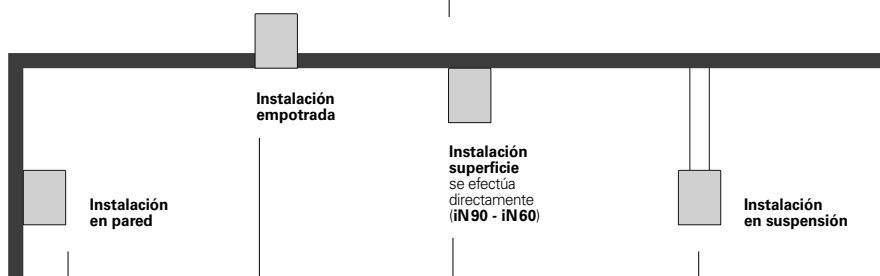 Instalación
empotrada
Instalación
superficie
se efectúa
directamente
(iN90 - iN60)
Instalación
en pared
Instalación
en suspensión